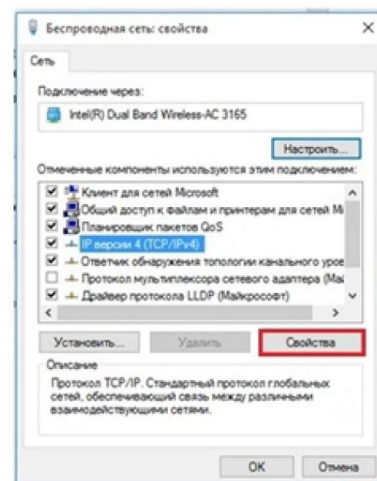 Беспроводная сеть: свойства
Сеть
Подключение через:
Intel(R) Dual Band Wireless-AC 3165
Настроить...
Отмеченные компоненты используются этим подключением:
Клиент для сетей Microsoft
Общий доступ к файлам и принтерам для сетей Mi
Планировщик пакетов QoS
IP версии 4 (TCP/IPv4)
Ответчик обнаружения топологии канального уров
Протокол мультиплексора сетевого адаптера (Май
Драйвер протокола LLDP (Майкрософт)
Установить...
Удалить
Свойства
Описание
Протокол TCP/IP. Стандартный протокол глобальных
сетей, обеспечивающий связь между различными
взаимодействующими сетями.
OK
Отмена